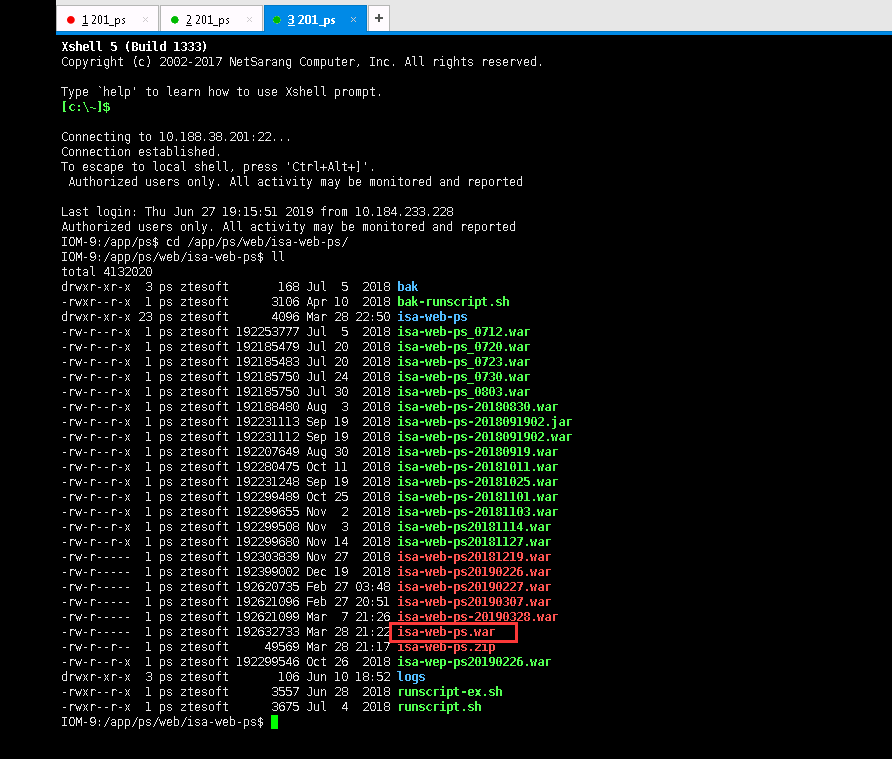 1 201_ps × 2 201_ps × 3 201_ps × +
Xshell 5 (Build 1333)
Copyright (c) 2002-2017 NetSarang Computer, Inc. All rights reserved.
Type `help' to learn how to use Xshell prompt.
[c:\~]$
Connecting to 10.188.38.201:22...
Connection established.
To escape to local shell, press 'Ctrl+Alt+]'.
Authorized users only. All activity may be monitored and reported
Last login: Thu Jun 27 19:15:51 2019 from 10.184.233.228
Authorized users only. All activity may be monitored and reported
IOM-9:/app/ps$ cd /app/ps/web/isa-web-ps/
IOM-9:/app/ps/web/isa-web-ps$ ll
total 4132020
drwxr-xr-x 3 ps ztesoft 168 Jul 5 2018 bak
-rwxr--r-x 1 ps ztesoft 3106 Apr 10 2018 bak-runscript.sh
drwxr-xr-x 23 ps ztesoft 4096 Mar 28 22:50 isa-web-ps
-rw-r--r-x 1 ps ztesoft 192253777 Jul 5 2018 isa-web-ps_0712.war
-rw-r--r-x 1 ps ztesoft 192185479 Jul 20 2018 isa-web-ps_0720.war
-rw-r--r-x 1 ps ztesoft 192185483 Jul 20 2018 isa-web-ps_0723.war
-rw-r--r-x 1 ps ztesoft 192185750 Jul 24 2018 isa-web-ps_0730.war
-rw-r--r-x 1 ps ztesoft 192185750 Jul 30 2018 isa-web-ps_0803.war
-rw-r--r-x 1 ps ztesoft 192188480 Aug 3 2018 isa-web-ps-20180830.war
-rw-r--r-x 1 ps ztesoft 192231113 Sep 19 2018 isa-web-ps-2018091902.jar
-rw-r--r-x 1 ps ztesoft 192231112 Sep 19 2018 isa-web-ps-2018091902.war
-rw-r--r-x 1 ps ztesoft 192207649 Aug 30 2018 isa-web-ps-20180919.war
-rw-r--r-x 1 ps ztesoft 192280475 Oct 11 2018 isa-web-ps-20181011.war
-rw-r--r-x 1 ps ztesoft 192231248 Sep 19 2018 isa-web-ps-20181025.war
-rw-r--r-x 1 ps ztesoft 192299489 Oct 25 2018 isa-web-ps-20181101.war
-rw-r--r-x 1 ps ztesoft 192299655 Nov 2 2018 isa-web-ps-20181103.war
-rw-r--r-x 1 ps ztesoft 192299508 Nov 3 2018 isa-web-ps20181114.war
-rw-r--r-x 1 ps ztesoft 192299680 Nov 14 2018 isa-web-ps20181127.war
-rw-r----- 1 ps ztesoft 192303839 Nov 27 2018 isa-web-ps20181219.war
-rw-r----- 1 ps ztesoft 192399002 Dec 19 2018 isa-web-ps20190226.war
-rw-r----- 1 ps ztesoft 192620735 Feb 27 03:48 isa-web-ps20190227.war
-rw-r----- 1 ps ztesoft 192621096 Feb 27 20:51 isa-web-ps20190307.war
-rw-r----- 1 ps ztesoft 192621099 Mar 7 21:26 isa-web-ps-20190328.war
-rw-r----- 1 ps ztesoft 192632733 Mar 28 21:22 isa-web-ps.war
-rw-r--r-- 1 ps ztesoft 49569 Mar 28 21:17 isa-web-ps.zip
-rw-r--r-x 1 ps ztesoft 192299546 Oct 26 2018 isa-wep-ps20190226.war
drwxr-xr-x 3 ps ztesoft 106 Jun 10 18:52 logs
-rwxr--r-x 1 ps ztesoft 3557 Jun 28 2018 runscript-ex.sh
-rwxr--r-x 1 ps ztesoft 3675 Jul 4 2018 runscript.sh
IOM-9:/app/ps/web/isa-web-ps$